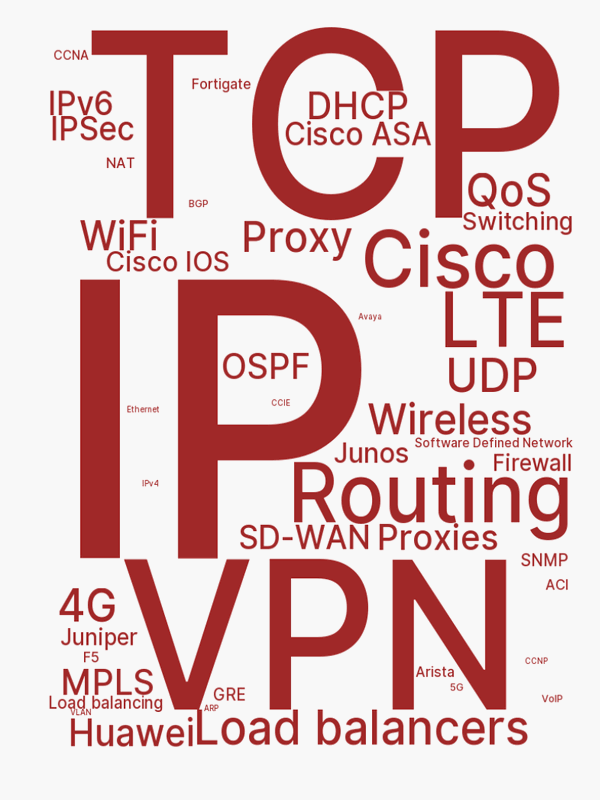 TCP
CCNA
Fortigate
IPv6
DHCP
IPSec
Cisco ASA
NAT
QoS
BGP
Switching
WiFi
Proxy
Cisco IOS
Cisco
IP
LTE
Avaya
OSPF
UDP
CCIE
Ethernet
Wireless
Software Defined Network
Junos
Firewall
IPv4
Routing
SD-WAN
Proxies
VPN
SNMP
ACI
4G
Juniper
F5
CCNP
Arista
MPLS
5G
GRE
VoIP
Load balancing
ARP
VLAN
Huawei
Load balancers